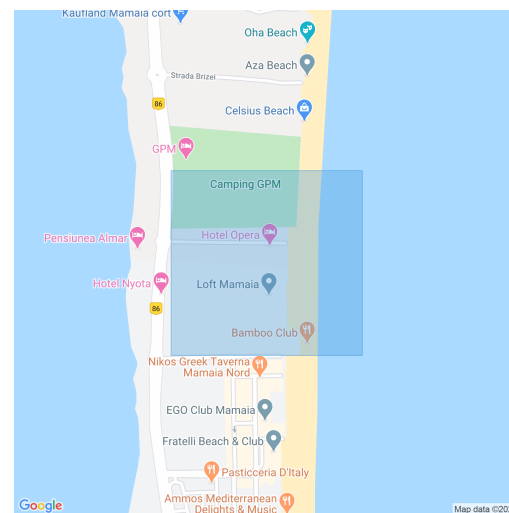 Kaufland Mamaia cort
Oha Beach
Aza Beach
Strada Brizei
86
Celsius Beach
GPM
Camping GPM
Pensiunea Almar
Hotel Opera
Hotel Nyota
Loft Mamaia
86
Bamboo Club
Nikos Greek Taverna
Mamaia Nord
EGO Club Mamaia
Fratelli Beach & Club
Pasticceria D'Italy
Ammos Mediterranean
Delights & Music
Google
Map data ©202